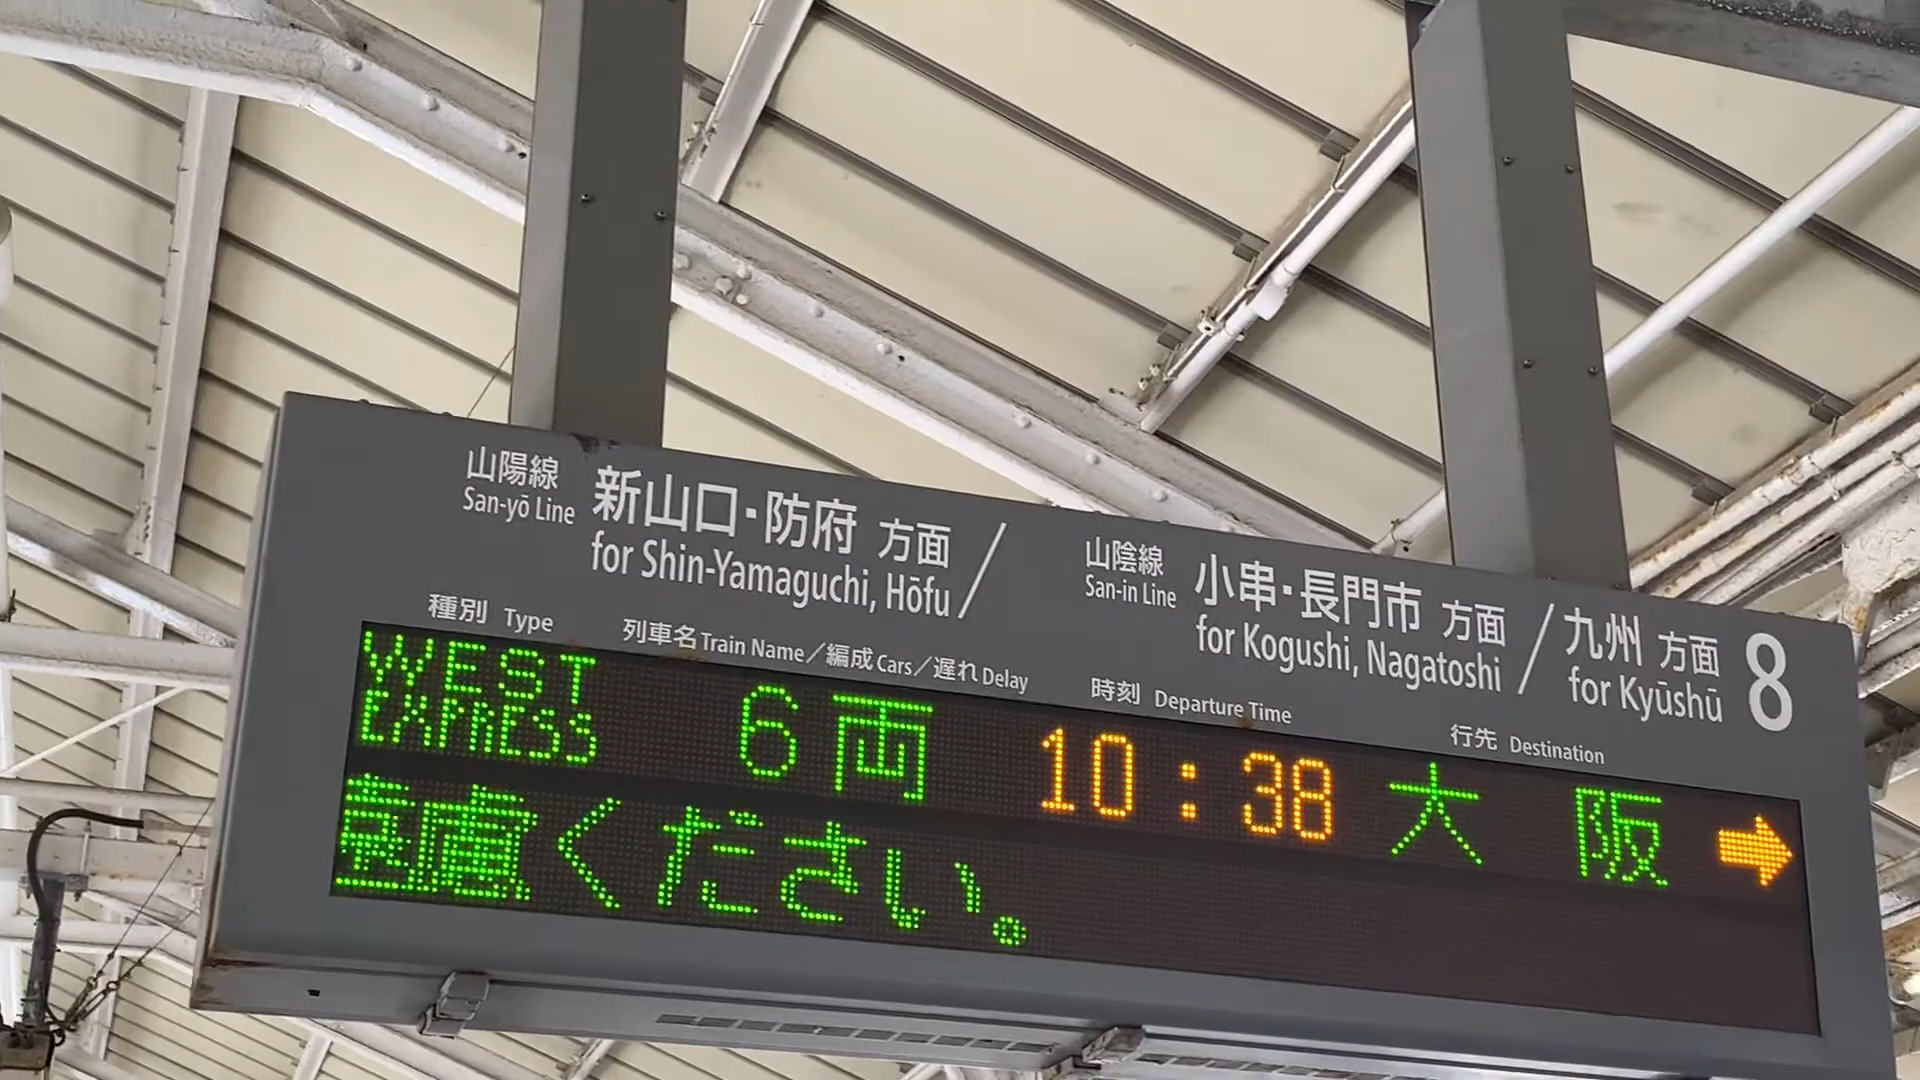 山陽線 新山口・防府 方面 / 山陰線 小串・長門市 方面 / 九州 方面 8
San-yō Line for Shin-Yamaguchi, Hōfu San-in Line for Kogushi, Nagatoshi for Kyūshū
種別 Type 列車名 Train Name／編成 Cars／遅れ Delay 時刻 Departure Time 行先 Destination
WEST EXPRESS 6両 10:38 大阪 ➡
ください。